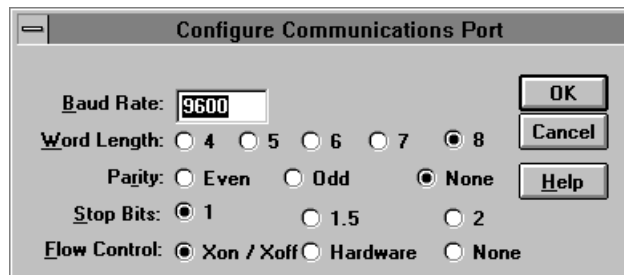 Configure Communications Port
Baud Rate: 9600
OK
Word Length: 4 5 6 7 8
Cancel
Parity: Even Odd None
Help
Stop Bits: 1 1.5 2
Flow Control: Xon / Xoff Hardware None